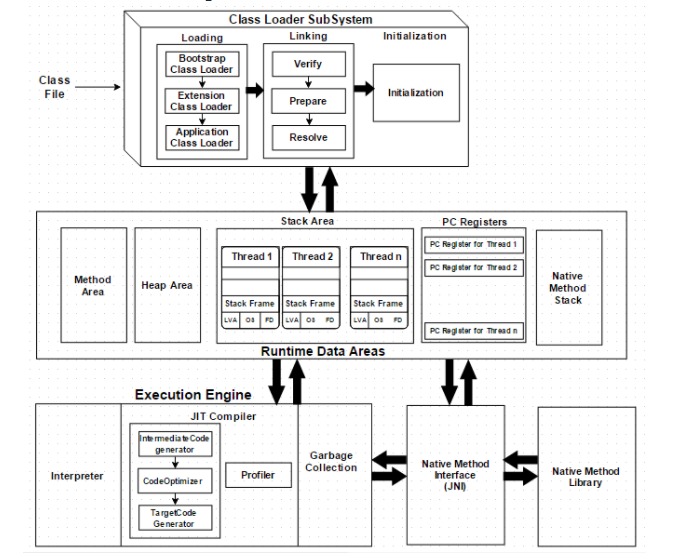 Class Loader SubSystem
Loading
Linking
Initialization
Bootstrap
Class Loader
Extension
Class Loader
Application
Class Loader
Verify
Prepare
Resolve
Initialization
Class
File
Stack Area
PC Registers
Method
Area
Heap Area
Thread 1
Stack Frame
LVA OS FD
Thread 2
Stack Frame
LVA OS FD
Thread n
Stack Frame
LVA OS FD
PC Register for Thread 1
PC Register for Thread 2
PC Register for Thread n
Native
Method
Stack
Runtime Data Areas
Execution Engine
JIT Compiler
Interpreter
IntermediateCode
generator
CodeOptimizer
TargetCode
Generator
Profiler
Garbage
Collection
Native Method
Interface
(JNI)
Native Method
Library